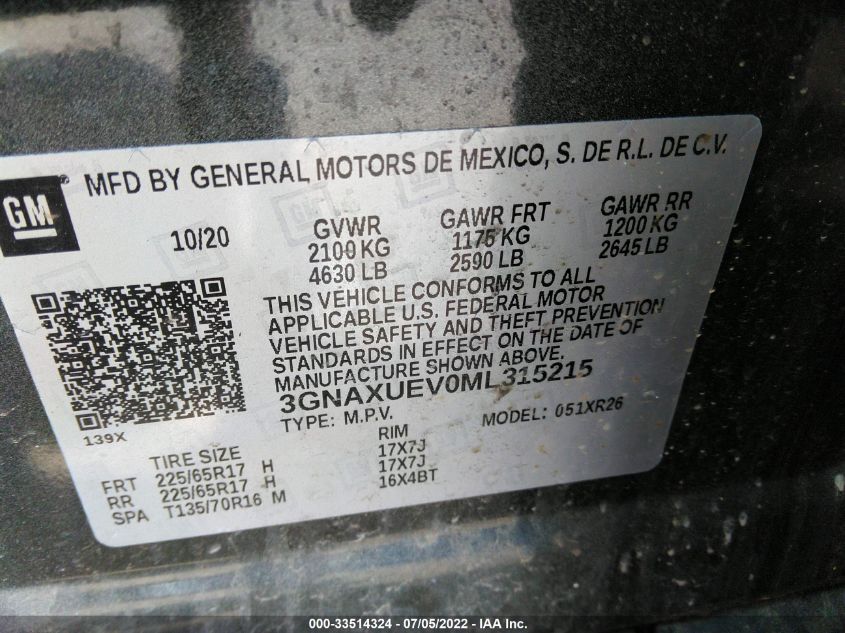 MFD BY GENERAL MOTORS DE MEXICO, S. DE R.L. DE C.V.
GM
10/20
GVWR GAWR FRT GAWR RR
2100 KG 1175 KG 1200 KG
4630 LB 2590 LB 2645 LB
THIS VEHICLE CONFORMS TO ALL
APPLICABLE U.S. FEDERAL MOTOR
VEHICLE SAFETY AND THEFT PREVENTION
STANDARDS IN EFFECT ON THE DATE OF
MANUFACTURE SHOWN ABOVE.
3GNAXUEV0ML315215
TYPE: M.P.V. MODEL: 051XR26
139X
TIRE SIZE RIM
FRT 225/65R17 H 17X7J
RR 225/65R17 H 17X7J
SPA T135/70R16 M 16X4BT
000-33514324 - 07/05/2022 - IAA Inc.